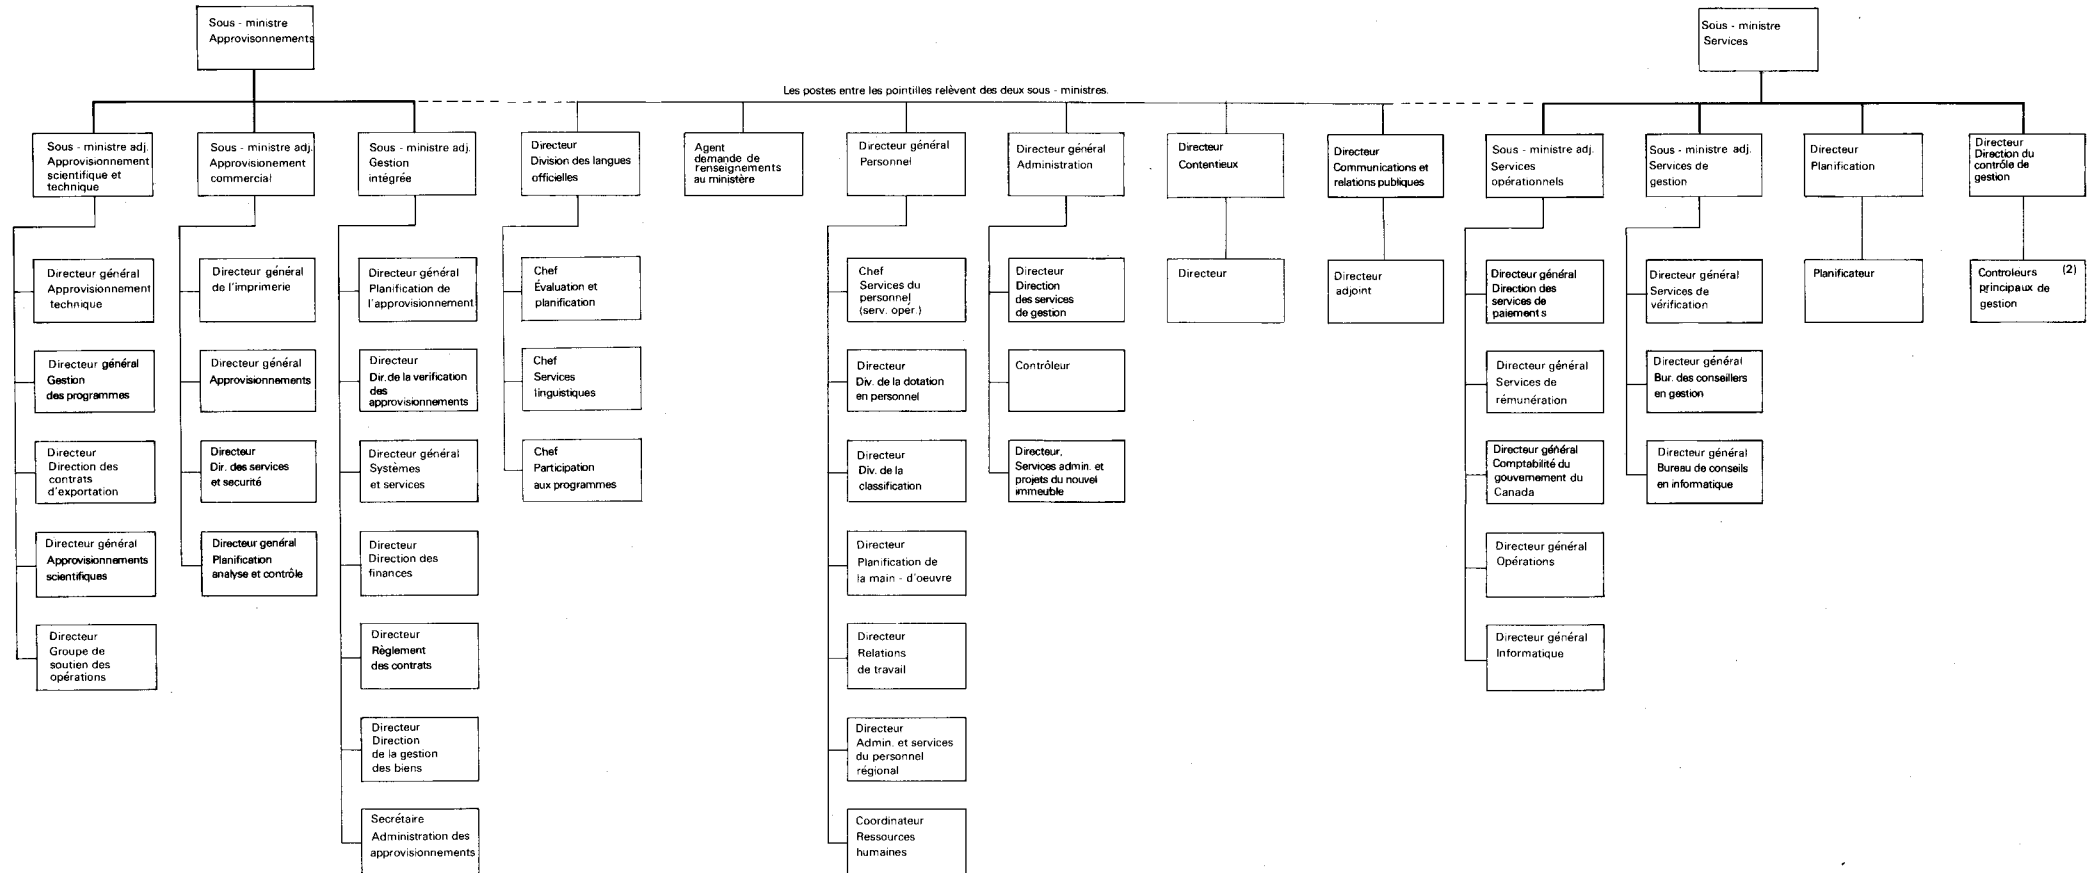 Sous - ministre
Approvisonnements
Sous - ministre
Services
Les postes entre les pointilles relèvent des deux sous - ministres.
Sous - ministre adj.
Approvisionnement
scientifique et
technique
Sous - ministre adj.
Approvisionement
commercial
Sous - ministre adj.
Gestion
intégrée
Directeur
Division des langues
officielles
Agent
demande de
renseignements
au ministère
Directeur général
Personnel
Directeur général
Administration
Directeur
Contentieux
Directeur
Communications et
relations publiques
Sous - ministre adj.
Services
opérationnels
Sous - ministre adj.
Services de
gestion
Directeur
Planification
Directeur
Direction du
contrôle de
gestion
Directeur général
Approvisionnement
technique
Directeur général
de l'imprimerie
Directeur général
Planification de
l'approvisionnement
Chef
Évaluation et
planification
Chef
Services du
personnel
(serv. opér.)
Directeur
Direction
des services
de gestion
Directeur
Directeur
adjoint
Directeur général
Direction des
services de
paiement s
Directeur général
Services de
vérification
Planificateur
Controleurs (2)
principaux de
gestion
Directeur général
Gestion
des programmes
Directeur général
Approvisionnements
Directeur
Dir. de la verification
des
approvisionnements
Chef
Services
linguistiques
Directeur
Div. de la dotation
en personnel
Contrôleur
Directeur général
Services de
rémunération
Directeur général
Bur. des conseillers
en gestion
Directeur
Direction des
contrats
d'exportation
Directeur
Dir. des services
et securité
Directeur général
Systèmes
et services
Chef
Participation
aux programmes
Directeur
Div. de la
classification
Directeur,
Services admin. et
projets du nouvel
immeuble
Directeur général
Comptabilité du
gouvernement du
Canada
Directeur général
Bureau de conseils
en informatique
Directeur général
Approvisionnements
scientifiques
Directeur genéral
Planification
analyse et contrôle
Directeur
Direction des
finances
Directeur
Planification de
la main - d'oeuvre
Directeur général
Opérations
Directeur
Groupe de
soutien des
opérations
Directeur
Règlement
des contrats
Directeur
Relations
de travail
Directeur général
Informatique
Directeur
Direction
de la gestion
des biens
Directeur
Admin. et services
du personnel
régional
Secrétaire
Administration des
approvisionnements
Coordinateur
Ressources
humaines